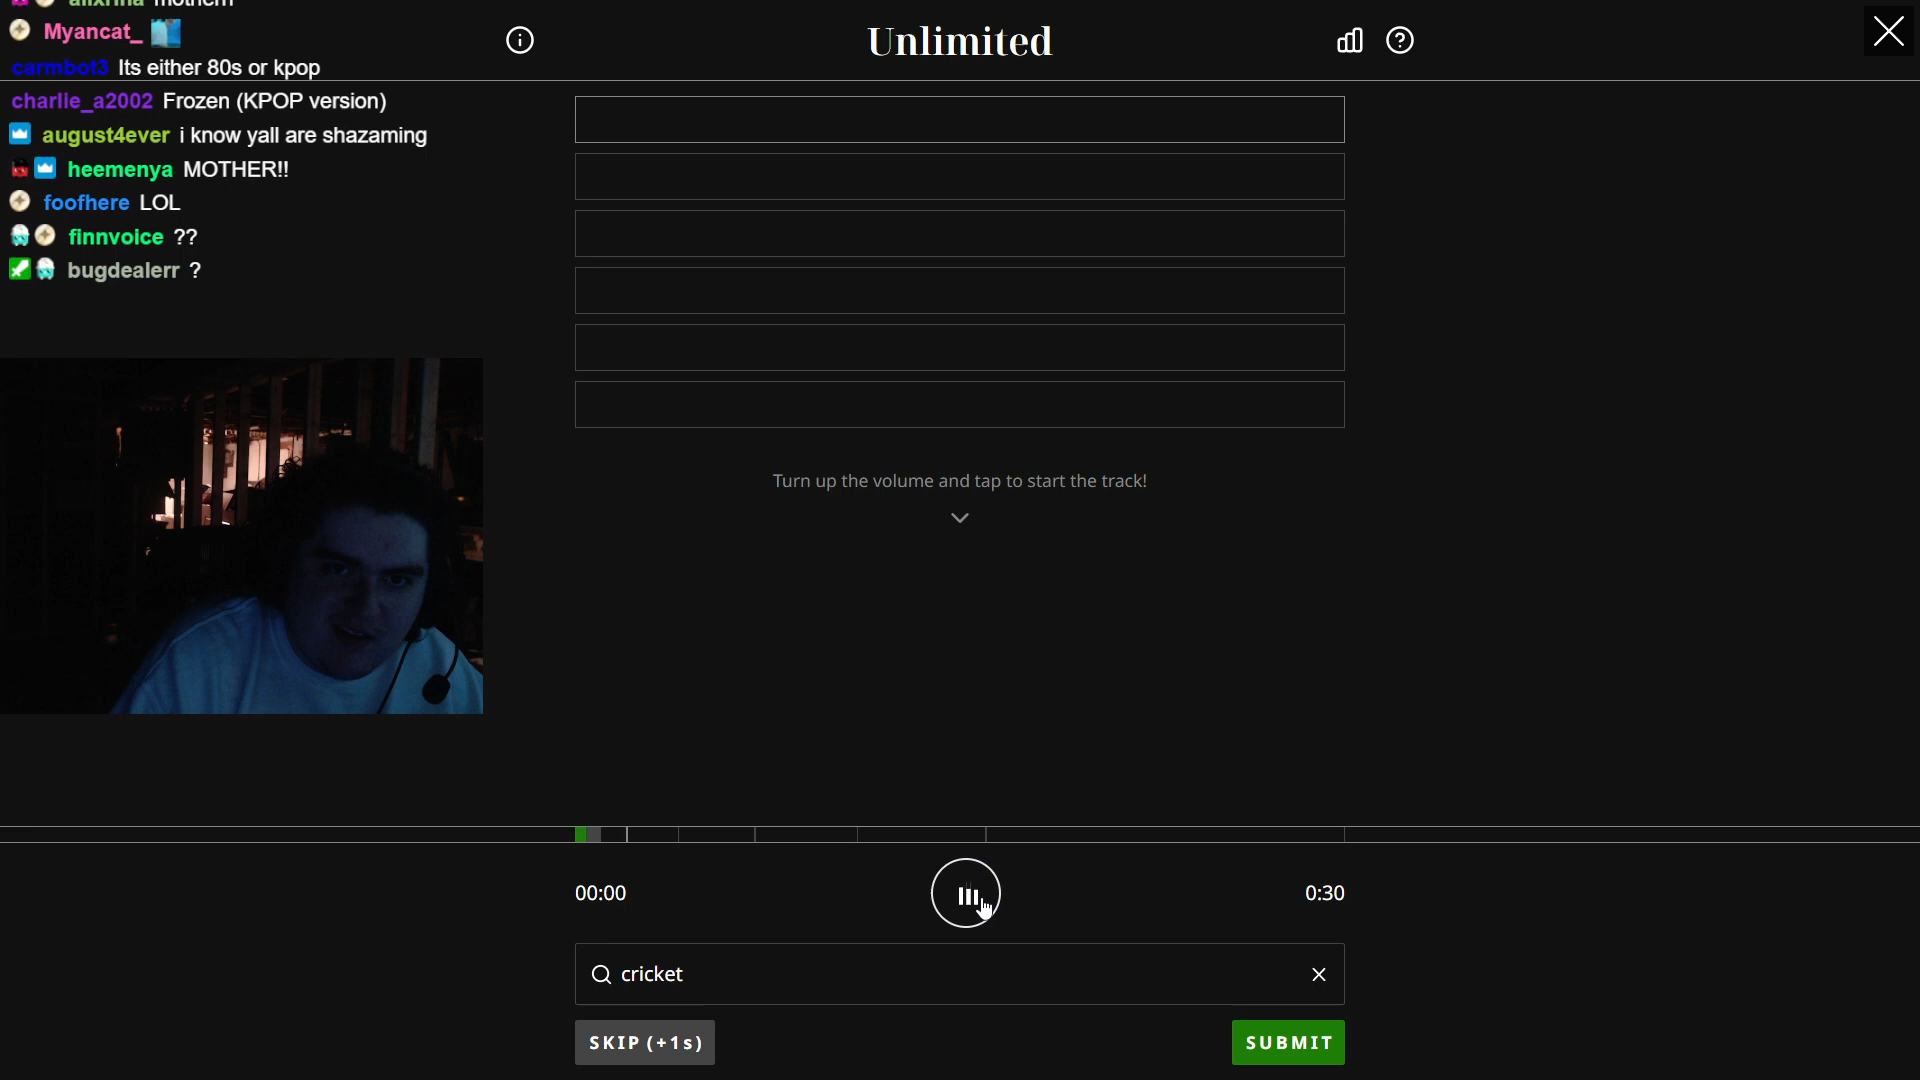 Myancat_
Unlimited
carmbot3 Its either 80s or kpop
charlie_a2002 Frozen (KPOP version)
august4ever i know yall are shazaming
heemenya MOTHER!!
foofhere LOL
finnvoice ??
bugdealerr ?
Turn up the volume and tap to start the track!
00:00
0:30
cricket
SKIP (+1s)
SUBMIT